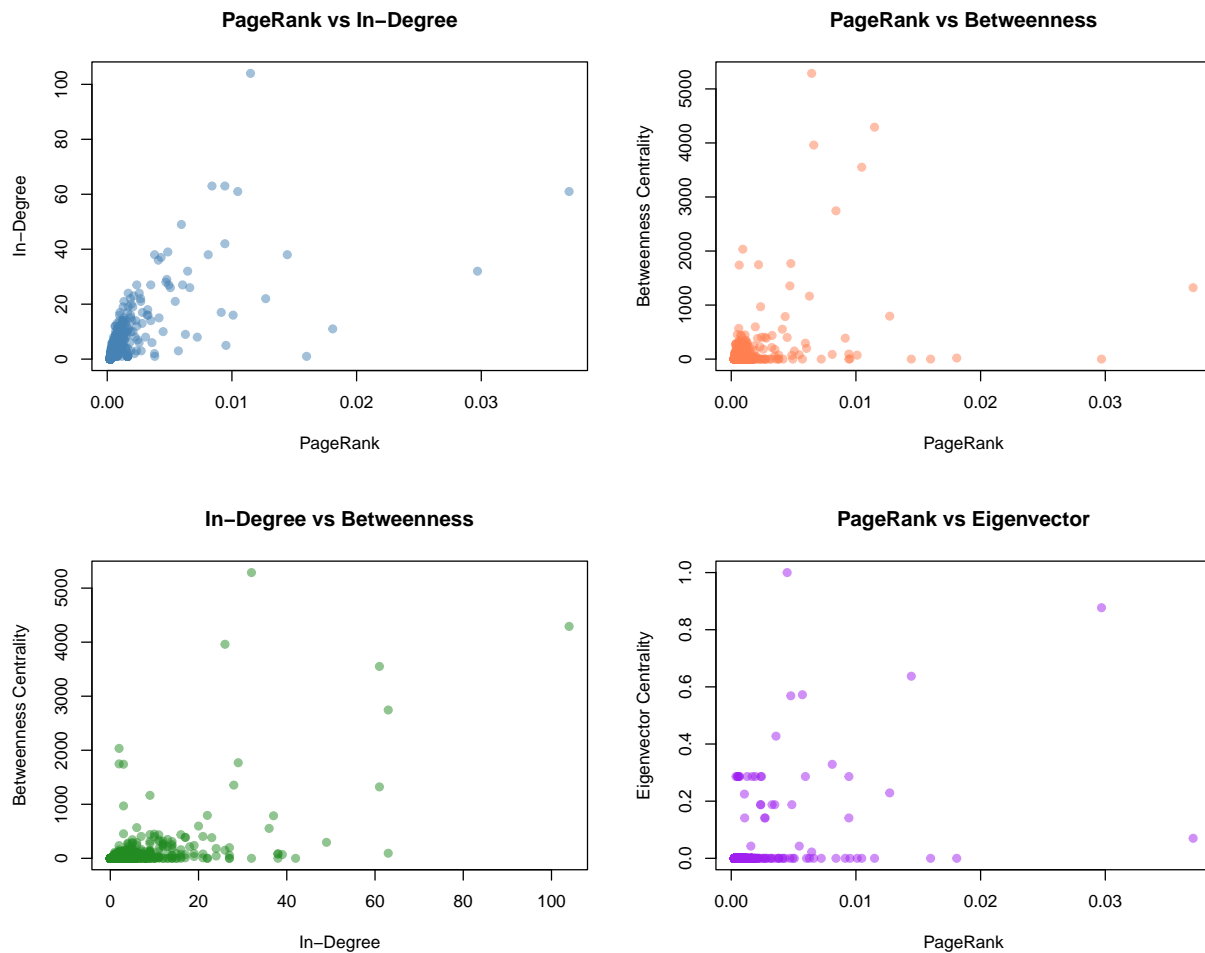 PageRank vs In−Degree
100
80
60
40
20
0
In−Degree
0.00 0.01 0.02 0.03
PageRank
PageRank vs Betweenness
5000
4000
3000
2000
1000
0
Betweenness Centrality
0.00 0.01 0.02 0.03
PageRank
In−Degree vs Betweenness
5000
4000
3000
2000
1000
0
Betweenness Centrality
0 20 40 60 80 100
In−Degree
PageRank vs Eigenvector
1.0
0.8
0.6
0.4
0.2
0.0
Eigenvector Centrality
0.00 0.01 0.02 0.03
PageRank